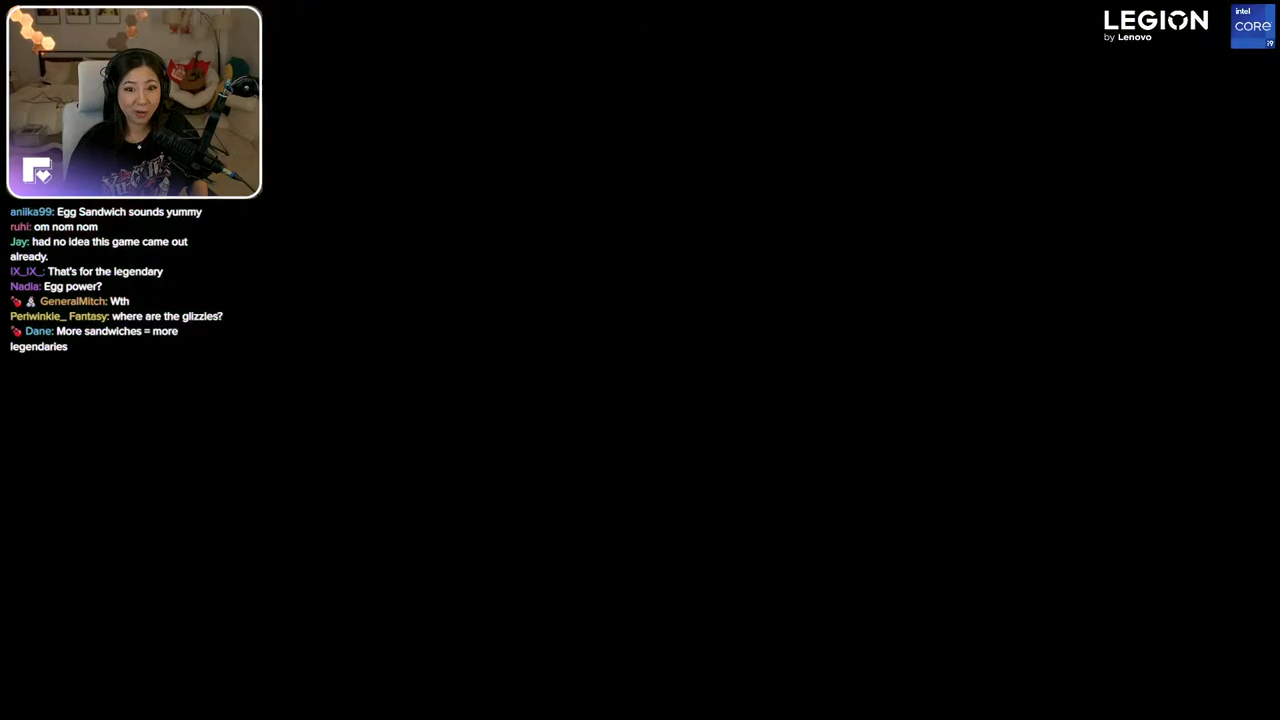 LEGION
by Lenovo
intel
CORE
i9
aniika99: Egg Sandwich sounds yummy
ruhi: om nom nom
Jay: had no idea this game came out
already.
IX_IX_: That's for the legendary
Nadia: Egg power?
GeneralMitch: Wth
Periwinkle_ Fantasy: where are the glizzies?
Dane: More sandwiches = more
legendaries